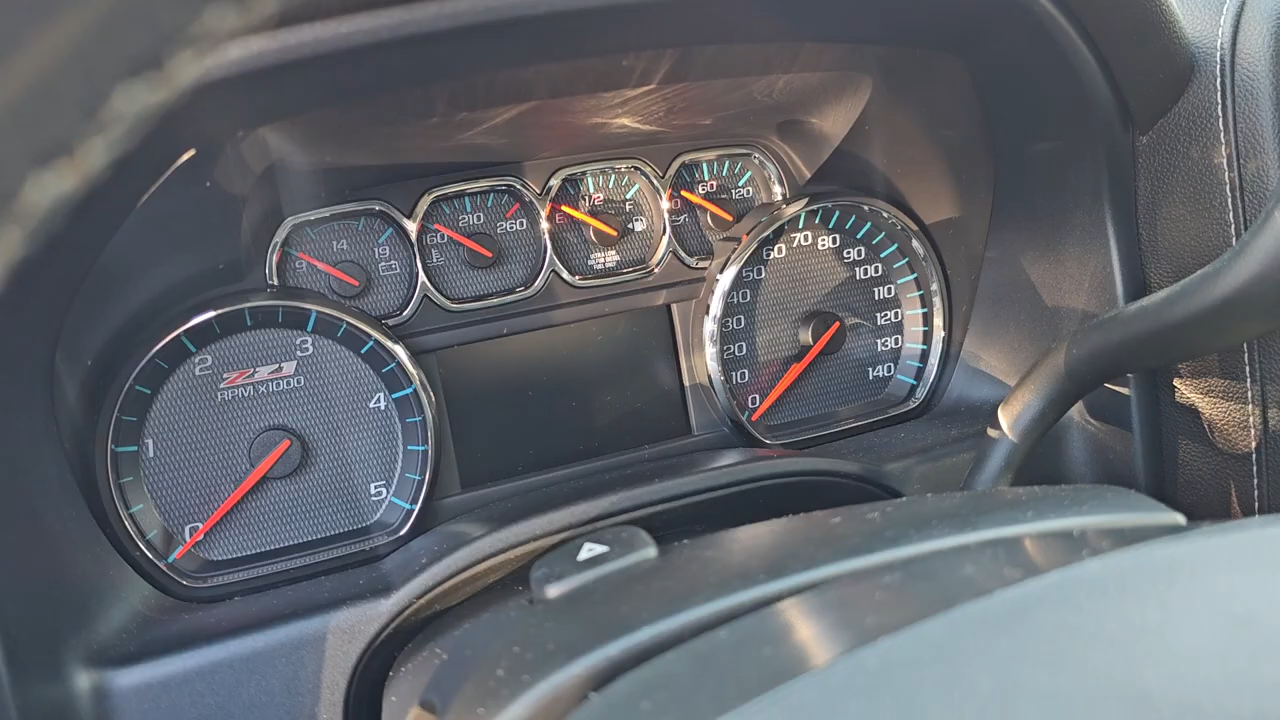 9 14 19
160 210 260
E 1/2 F
ULTRA LOW
SULFUR DIESEL
FUEL ONLY
0 60 120
0 1 2 3 4 5
Z71
RPM X1000
0 10 20 30 40 50 60 70 80 90 100 110 120 130 140